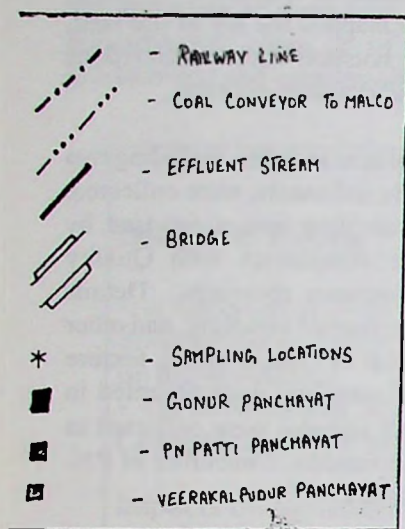 - RAILWAY LINE
- COAL CONVEYOR TO MALCO
- EFFLUENT STREAM
- BRIDGE
* - SAMPLING LOCATIONS
- GONUR PANCHAYAT
- PN PATTI PANCHAYAT
- VEERAKALPUDUR PANCHAYAT